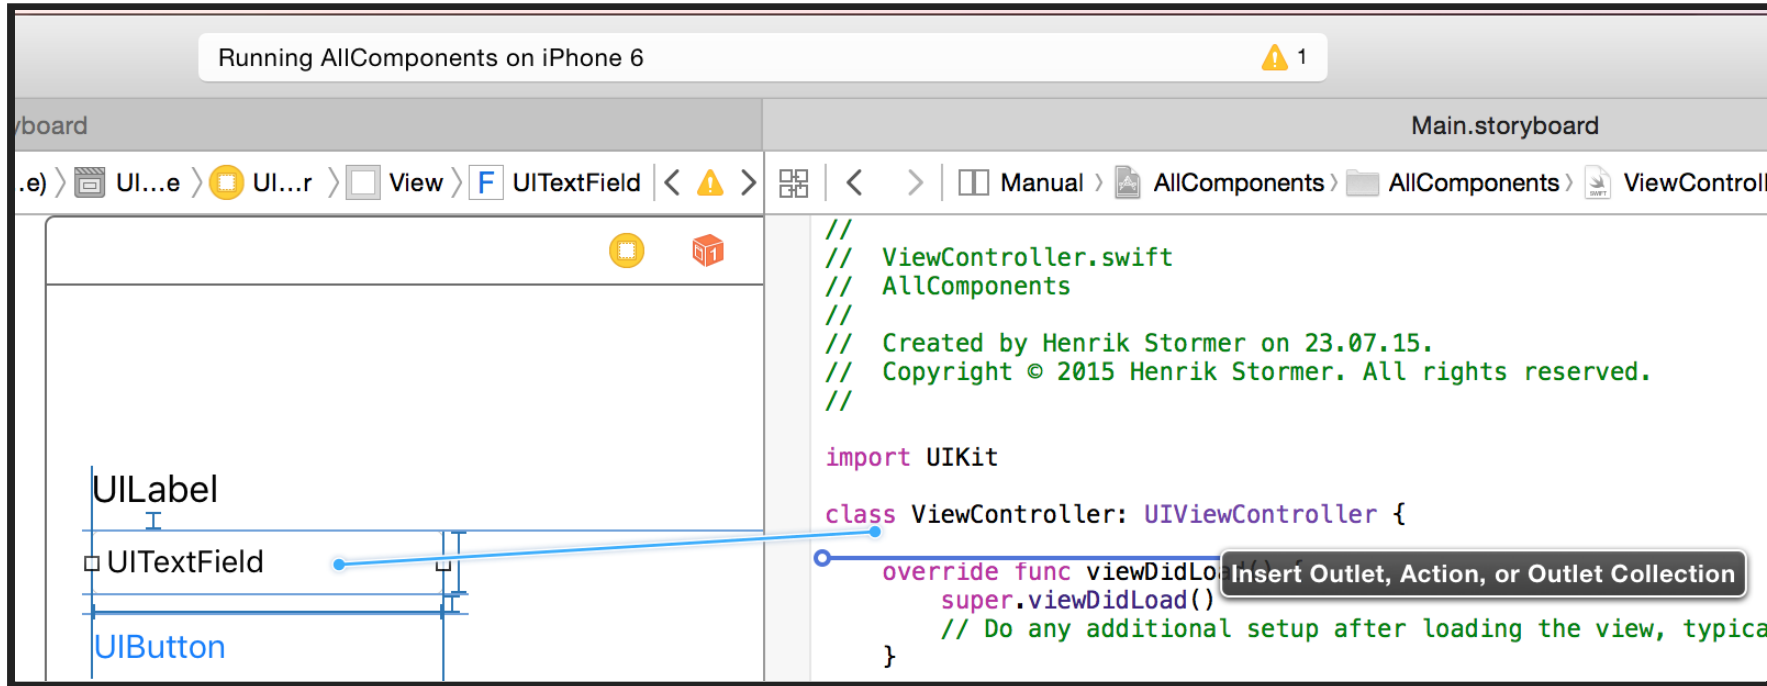 Running AllComponents on iPhone 6
1
yboard
Main.storyboard
.e) UI...e UI...r View F UITextField
Manual AllComponents AllComponents ViewControll
1
//
// ViewController.swift
// AllComponents
//
// Created by Henrik Stormer on 23.07.15.
// Copyright © 2015 Henrik Stormer. All rights reserved.
//
import UIKit
class ViewController: UIViewController {
override func viewDidLoad() {
super.viewDidLoad()
// Do any additional setup after loading the view, typica
}
Insert Outlet, Action, or Outlet Collection
UILabel
UITextField
UIButton